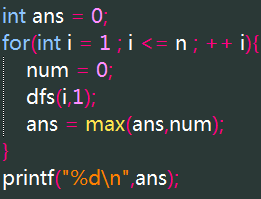 int ans = 0;
for(int i = 1 ; i <= n ; ++ i){
    num = 0;
    dfs(i,1);
    ans = max(ans,num);
}
printf("%d\n",ans);